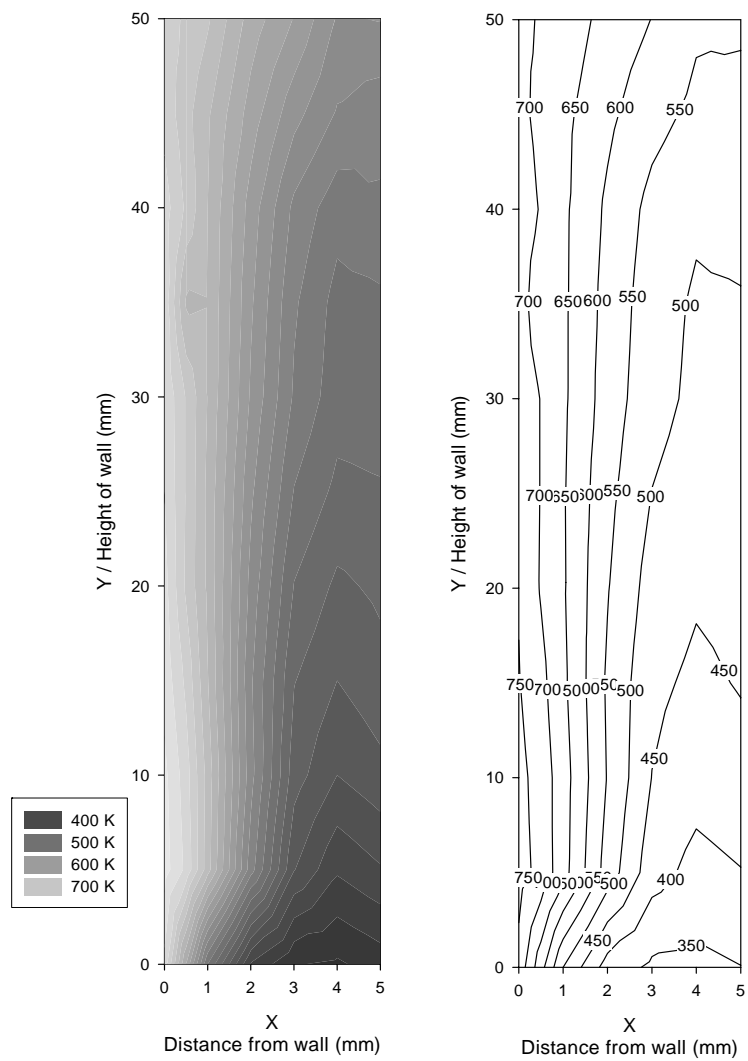 50
40
30
20
10
0
Y / Height of wall (mm)
0 1 2 3 4 5
X
Distance from wall (mm)
400 K
500 K
600 K
700 K
50
40
30
20
10
0
Y / Height of wall (mm)
700 650 600 550
700 650 600 550 500
700 550 500
750 700 500 450
450
750 500 400
450 350
0 1 2 3 4 5
X
Distance from wall (mm)